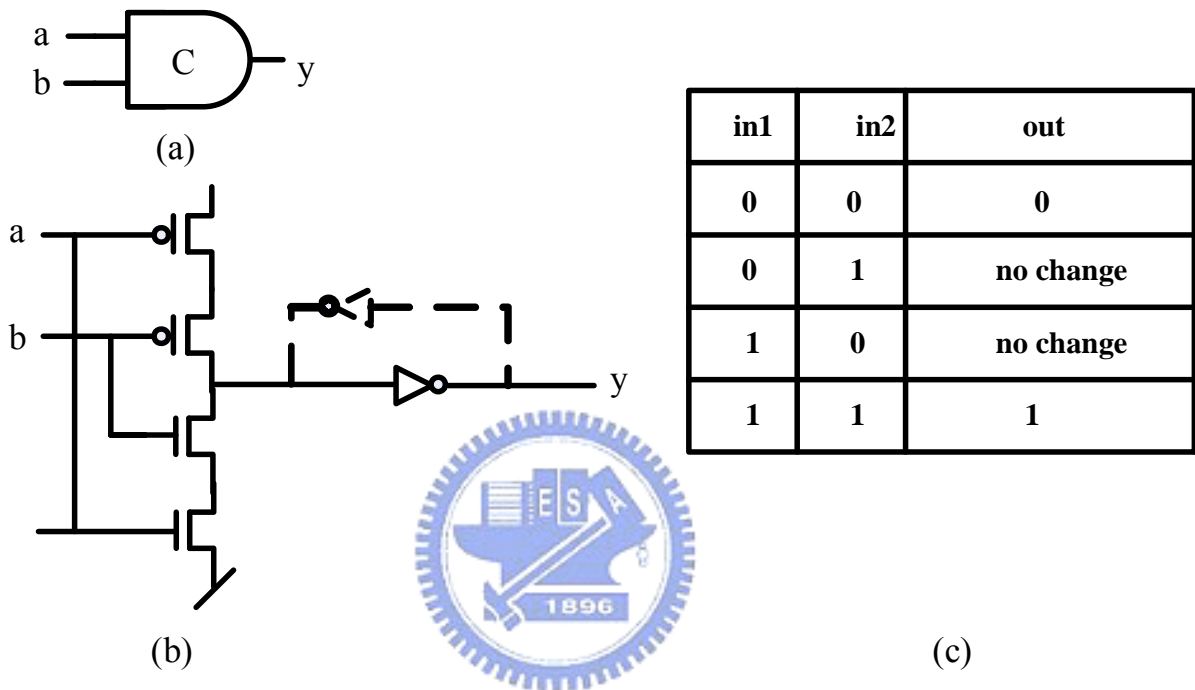 a
b
C
y
(a)
a
b
y
(b)
in1 in2 out
0 0 0
0 1 no change
1 0 no change
1 1 1
(c)
E S A
1896